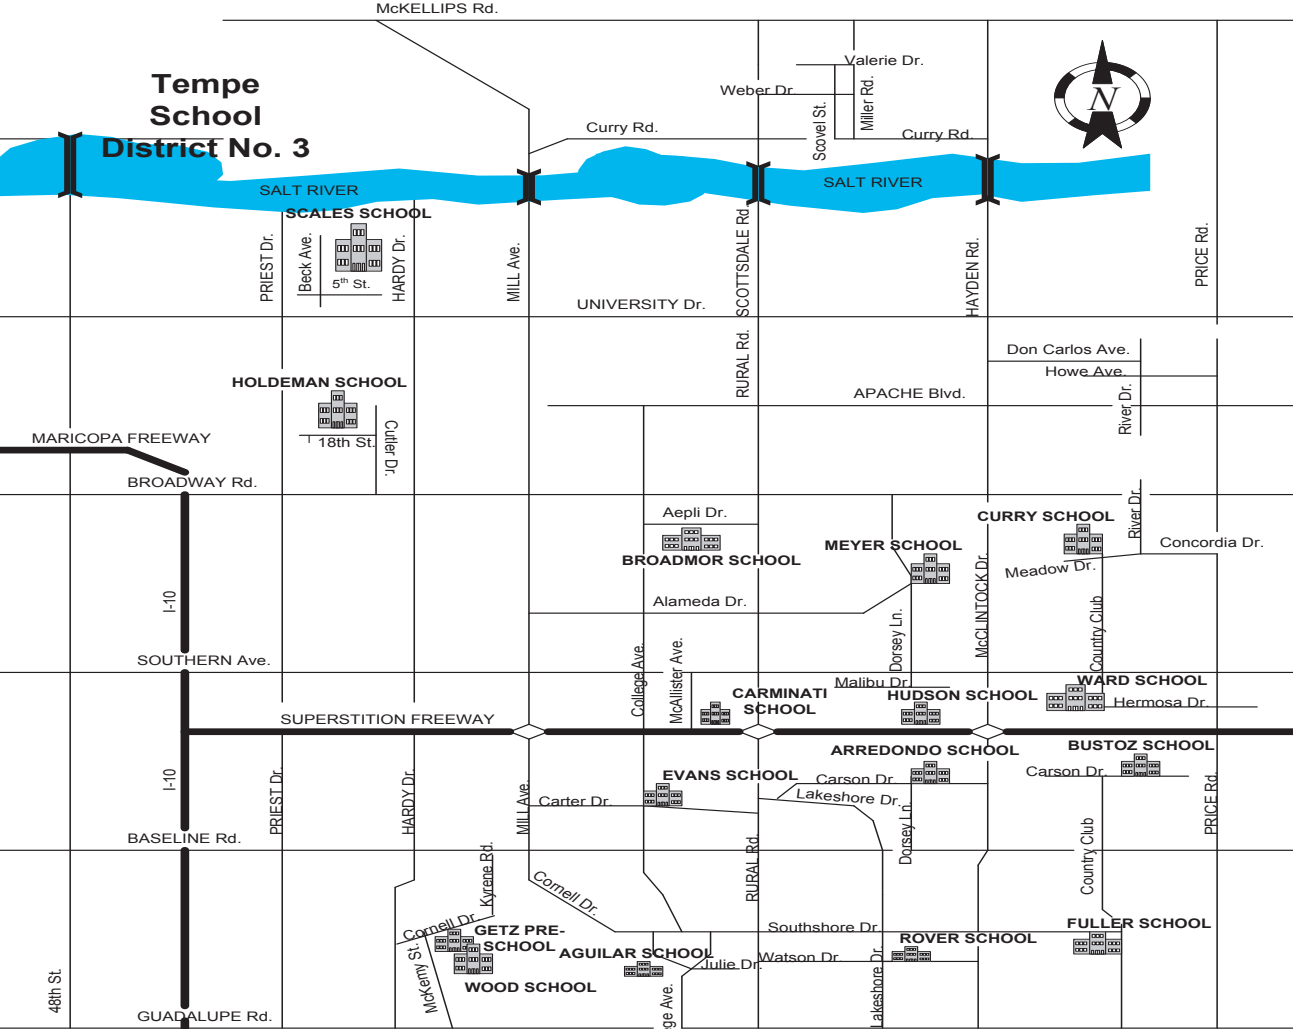 McKELLIPS Rd.
Tempe
School
District No. 3
Valerie Dr.
Weber Dr.
Miller Rd.
Scovel St.
Curry Rd.
Curry Rd.
N
SALT RIVER
SALT RIVER
SCALES SCHOOL
PRIEST Dr.
Beck Ave.
5th St.
HARDY Dr.
MILL Ave.
SCOTTSDALE Rd.
HAYDEN Rd.
PRICE Rd.
UNIVERSITY Dr.
RURAL Rd.
Don Carlos Ave.
Howe Ave.
River Dr.
HOLDEMAN SCHOOL
APACHE Blvd.
18th St.
Cutler Dr.
MARICOPA FREEWAY
BROADWAY Rd.
Aepli Dr.
BROADMOR SCHOOL
MEYER SCHOOL
CURRY SCHOOL
River Dr.
Concordia Dr.
Meadow Dr.
McCLINTOCK Dr.
I-10
Alameda Dr.
Dorsey Ln.
Country Club
College Ave.
McAllister Ave.
SOUTHERN Ave.
Malibu Dr.
CARMINATI
SCHOOL
HUDSON SCHOOL
WARD SCHOOL
Hermosa Dr.
SUPERSTITION FREEWAY
ARREDONDO SCHOOL
BUSTOZ SCHOOL
I-10
PRIEST Dr.
HARDY Dr.
MILL Ave.
EVANS SCHOOL
Carson Dr.
Carson Dr.
Carter Dr.
Lakeshore Dr.
Dorsey Ln.
PRICE Rd.
BASELINE Rd.
Kyrene Rd.
Cornell Dr.
RURAL Rd.
Country Club
Cornell Dr.
GETZ PRE-
SCHOOL
Southshore Dr.
FULLER SCHOOL
AGUILAR SCHOOL
ROVER SCHOOL
Julie Dr.
Watson Dr.
McKemy St.
WOOD SCHOOL
Lakeshore Dr.
48th St.
ge Ave.
GUADALUPE Rd.